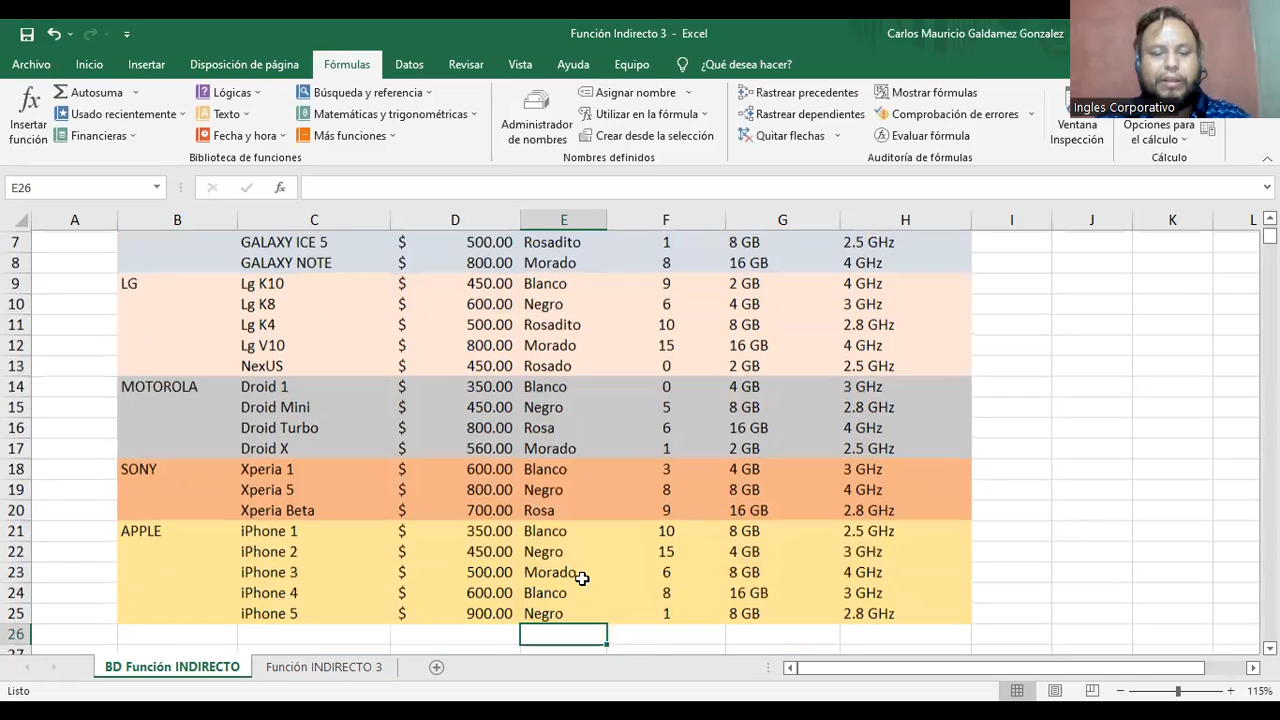 Función Indirecto 3 - Excel
Carlos Mauricio Galdamez Gonzalez
Ingles Corporativo
Archivo Inicio Insertar Disposición de página Fórmulas Datos Revisar Vista Ayuda Equipo ¿Qué desea hacer?
Insertar función
Autosuma
Usado recientemente
Financieras
Lógicas
Texto
Fecha y hora
Búsqueda y referencia
Matemáticas y trigonométricas
Más funciones
Biblioteca de funciones
Administrador de nombres
Asignar nombre
Utilizar en la fórmula
Crear desde la selección
Nombres definidos
Rastrear precedentes
Rastrear dependientes
Quitar flechas
Mostrar fórmulas
Comprobación de errores
Evaluar fórmula
Auditoría de fórmulas
Ventana Inspección
Opciones para el cálculo
Cálculo
E26 fx
A B C D E F G H I J K L
7 GALAXY ICE 5 $ 500.00 Rosadito 1 8 GB 2.5 GHz
8 GALAXY NOTE $ 800.00 Morado 8 16 GB 4 GHz
9 LG Lg K10 $ 450.00 Blanco 9 2 GB 4 GHz
10 Lg K8 $ 600.00 Negro 6 4 GB 3 GHz
11 Lg K4 $ 500.00 Rosadito 10 8 GB 2.8 GHz
12 Lg V10 $ 800.00 Morado 15 16 GB 4 GHz
13 NexUS $ 450.00 Rosado 0 2 GB 2.5 GHz
14 MOTOROLA Droid 1 $ 350.00 Blanco 0 4 GB 3 GHz
15 Droid Mini $ 450.00 Negro 5 8 GB 2.8 GHz
16 Droid Turbo $ 800.00 Rosa 6 16 GB 4 GHz
17 Droid X $ 560.00 Morado 1 2 GB 2.5 GHz
18 SONY Xperia 1 $ 600.00 Blanco 3 4 GB 3 GHz
19 Xperia 5 $ 800.00 Negro 8 8 GB 4 GHz
20 Xperia Beta $ 700.00 Rosa 9 16 GB 2.8 GHz
21 APPLE iPhone 1 $ 350.00 Blanco 10 8 GB 2.5 GHz
22 iPhone 2 $ 450.00 Negro 15 4 GB 3 GHz
23 iPhone 3 $ 500.00 Morado 6 8 GB 4 GHz
24 iPhone 4 $ 600.00 Blanco 8 16 GB 3 GHz
25 iPhone 5 $ 900.00 Negro 1 8 GB 2.8 GHz
26
BD Función INDIRECTO Función INDIRECTO 3
Listo 115%